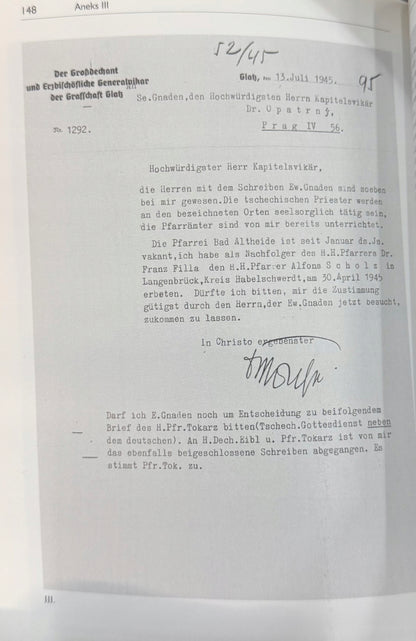 148
Aneks III
52/45
95
Der Großdechant
und Erzbischöfliche Generalvikar
der Grafschaft Glatz
Nr. 1292.
Glatz, den 13.Juli 1945.
An
Se.Gnaden,den Hochwürdigsten Herrn Kapitelsvikär
Dr. Opatrny,
Prag IV 56.
Hochwürdigster Herr Kapitelsvikär,
die Herren mit dem Schreiben Ew.Gnaden sind soeben
bei mir gewesen.Die tschechischen Priester werden
an den bezeichneten Orten seelsorglich tätig sein,
die Pfarrämter sind von mir bereits unterrichtet.
Die Pfarrei Bad Altheide ist seit Januar ds.Js.
vakant,ich habe als Nachfolger des H.H.Pfarrers Dr.
Franz Filla den H.H.Pfarrer Alfons Scholz in
Langenbrück,Kreis Habelschwerdt,am 30.April 1945
erbeten. Dürfte ich bitten, mir die Zustimmung
gütigst durch den Herrn,der Ew.Gnaden jetzt besucht,
zukommen zu lassen.
in Christo ergebenster
Darf ich E.Gnaden noch um Entscheidung zu beifolgendem
Brief des H.Pfr.Tokarz bitten(Tschech.Gottesdienst neben
dem deutschen). An H.Dech.Eibl u. Pfr.Tokarz ist von mir
das ebenfalls beigeschlossene Schreiben abgegangen. Es
stimmt Pfr.Tok. zu.
III.